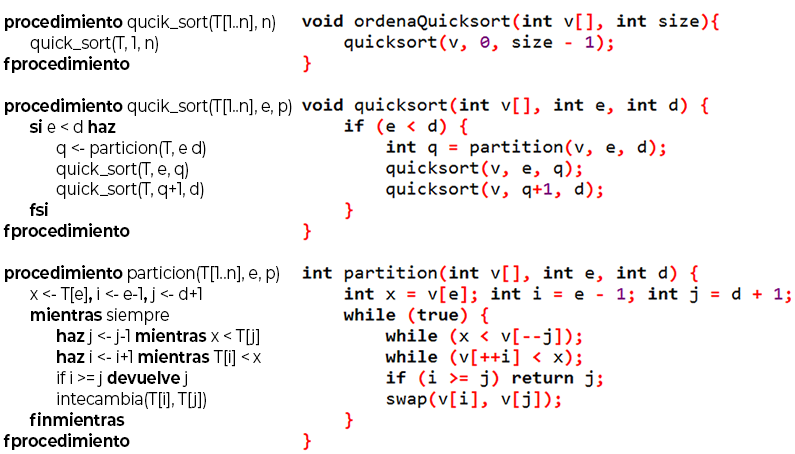 procedimiento qucik_sort(T[1..n], n)
quick_sort(T, 1, n)
fprocedimiento
procedimiento qucik_sort(T[1..n], e, p)
si e < d haz
q <- particion(T, e d)
quick_sort(T, e, q)
quick_sort(T, q+1, d)
fsi
fprocedimiento
procedimiento particion(T[1..n], e, p)
x <- T[e], i <- e-1, j <- d+1
mientras siempre
haz j <- j-1 mientras x < T[j]
haz i <- i+1 mientras T[i] < x
if i >= j devuelve j
intecambia(T[i], T[j])
finmientras
fprocedimiento
void ordenaQuicksort(int v[], int size){
quicksort(v, 0, size - 1);
}
void quicksort(int v[], int e, int d) {
if (e < d) {
int q = partition(v, e, d);
quicksort(v, e, q);
quicksort(v, q+1, d);
}
}
int partition(int v[], int e, int d) {
int x = v[e]; int i = e - 1; int j = d + 1;
while (true) {
while (x < v[--j]);
while (v[++i] < x);
if (i >= j) return j;
swap(v[i], v[j]);
}
}